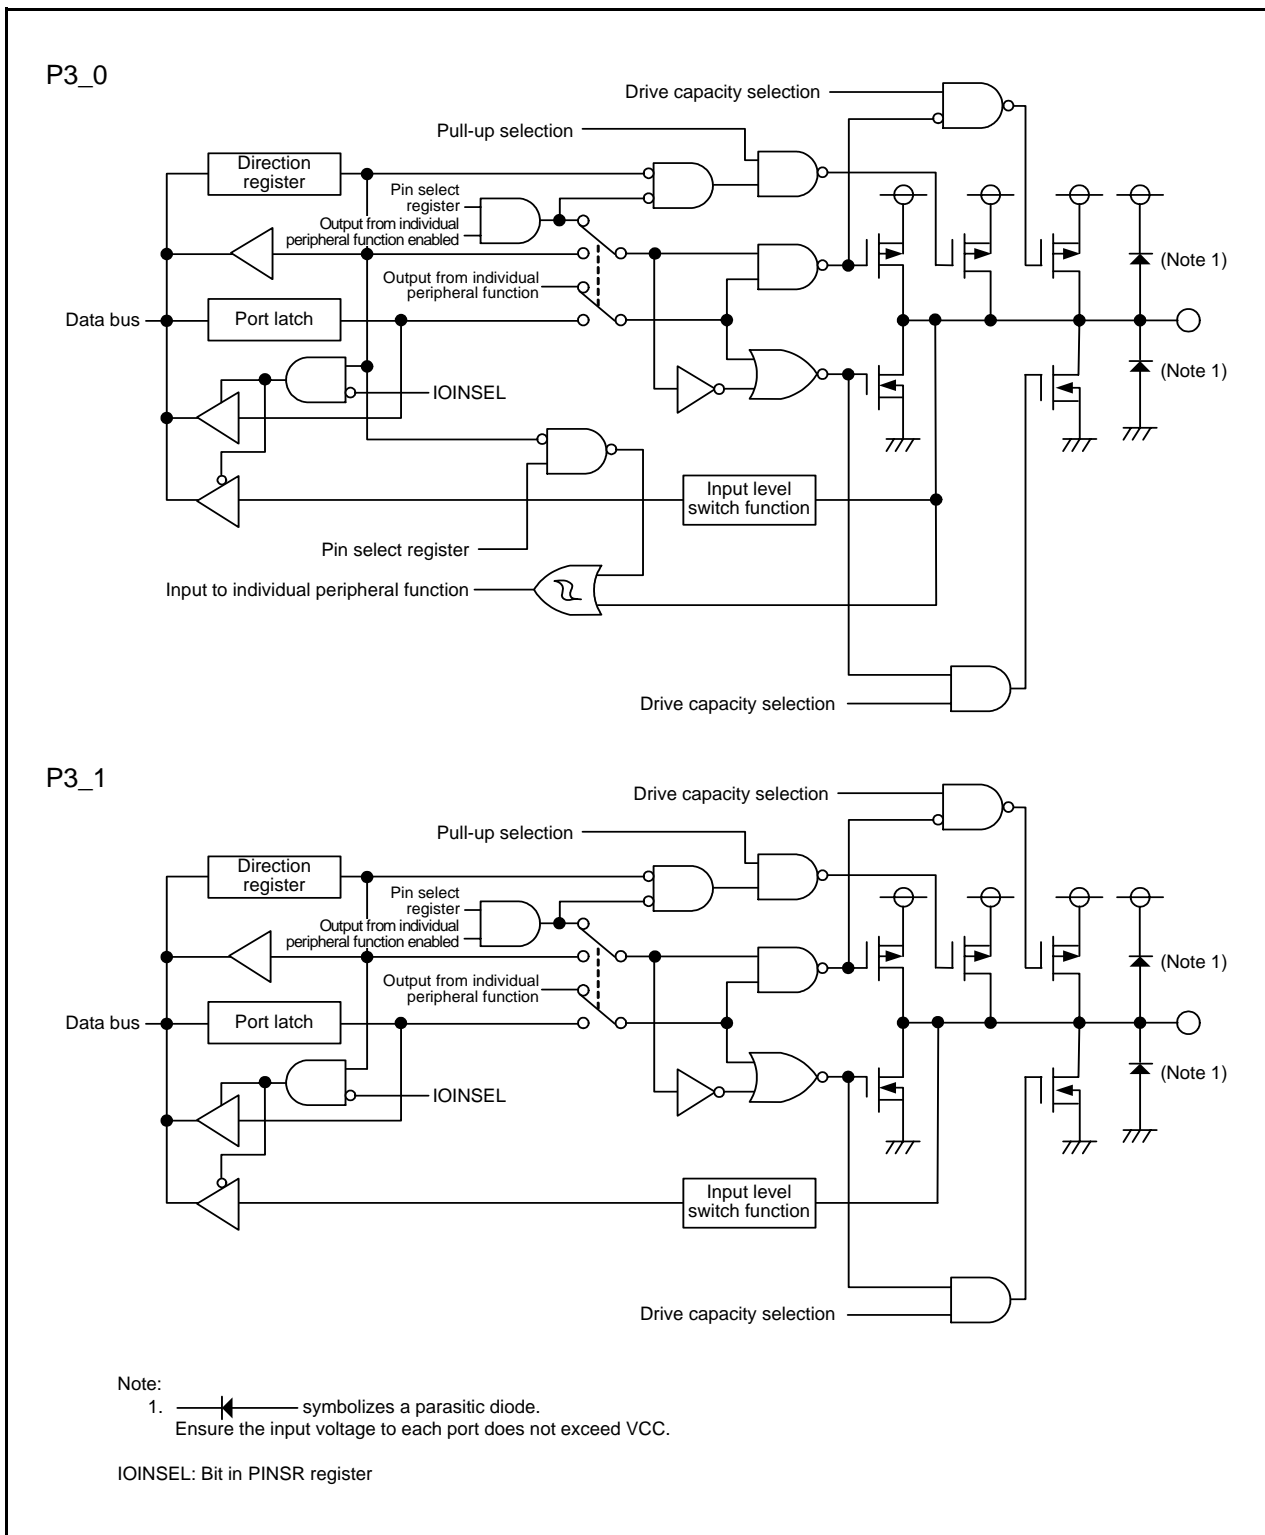 P3_0
Drive capacity selection
Pull-up selection
Direction
register
Pin select
register
Output from individual
peripheral function enabled
(Note 1)
Output from individual
peripheral function
Data bus
Port latch
(Note 1)
IOINSEL
Input level
switch function
Pin select register
Input to individual peripheral function
Drive capacity selection
P3_1
Drive capacity selection
Pull-up selection
Direction
register
Pin select
register
Output from individual
peripheral function enabled
(Note 1)
Output from individual
peripheral function
Data bus
Port latch
(Note 1)
IOINSEL
Input level
switch function
Drive capacity selection
Note:
1. symbolizes a parasitic diode.
Ensure the input voltage to each port does not exceed VCC.
IOINSEL: Bit in PINSR register